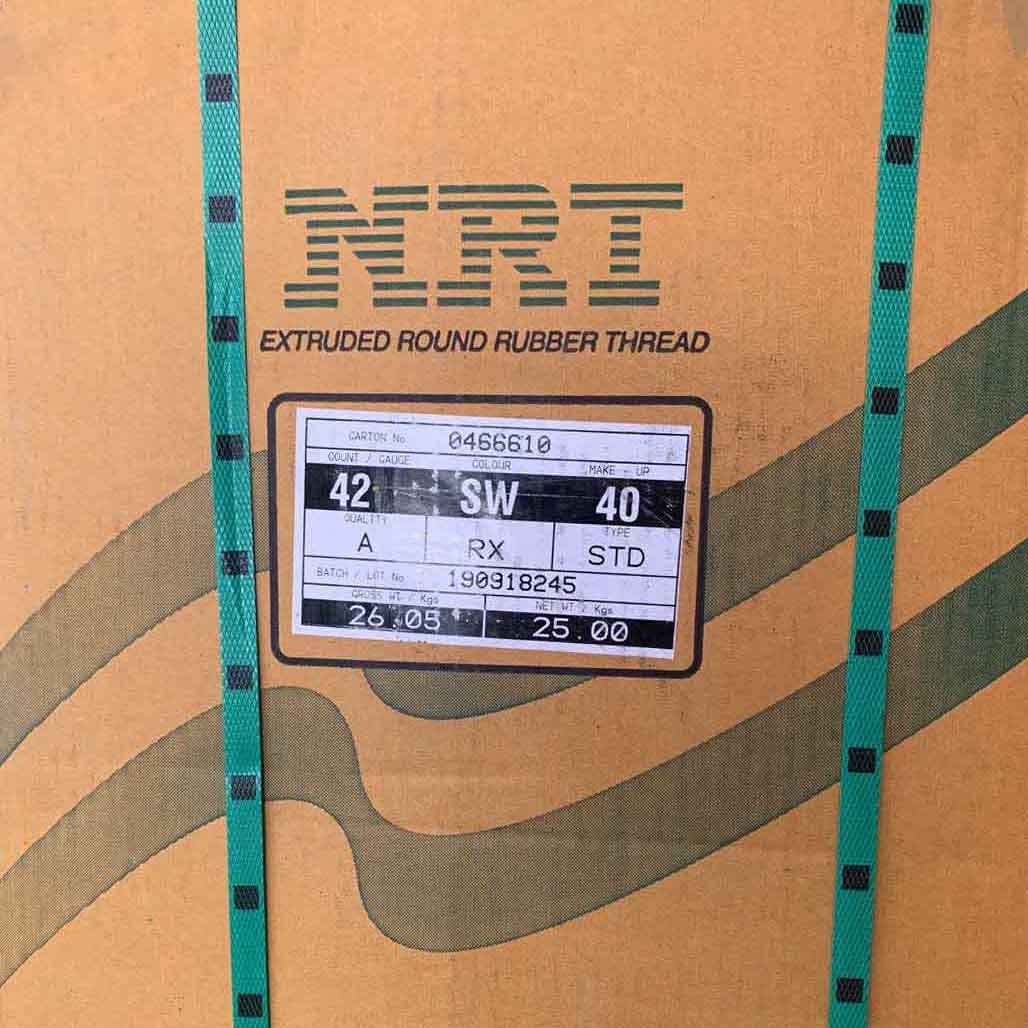 NRI
EXTRUDED ROUND RUBBER THREAD
CARTON No 0466610
COUNT / GAUGE COLOUR MAKE - UP
42 SW 40
QUALITY TYPE
A RX STD
BATCH / LOT No 190918245
GROSS WT / Kgs NET WT / Kgs
26.05 25.00